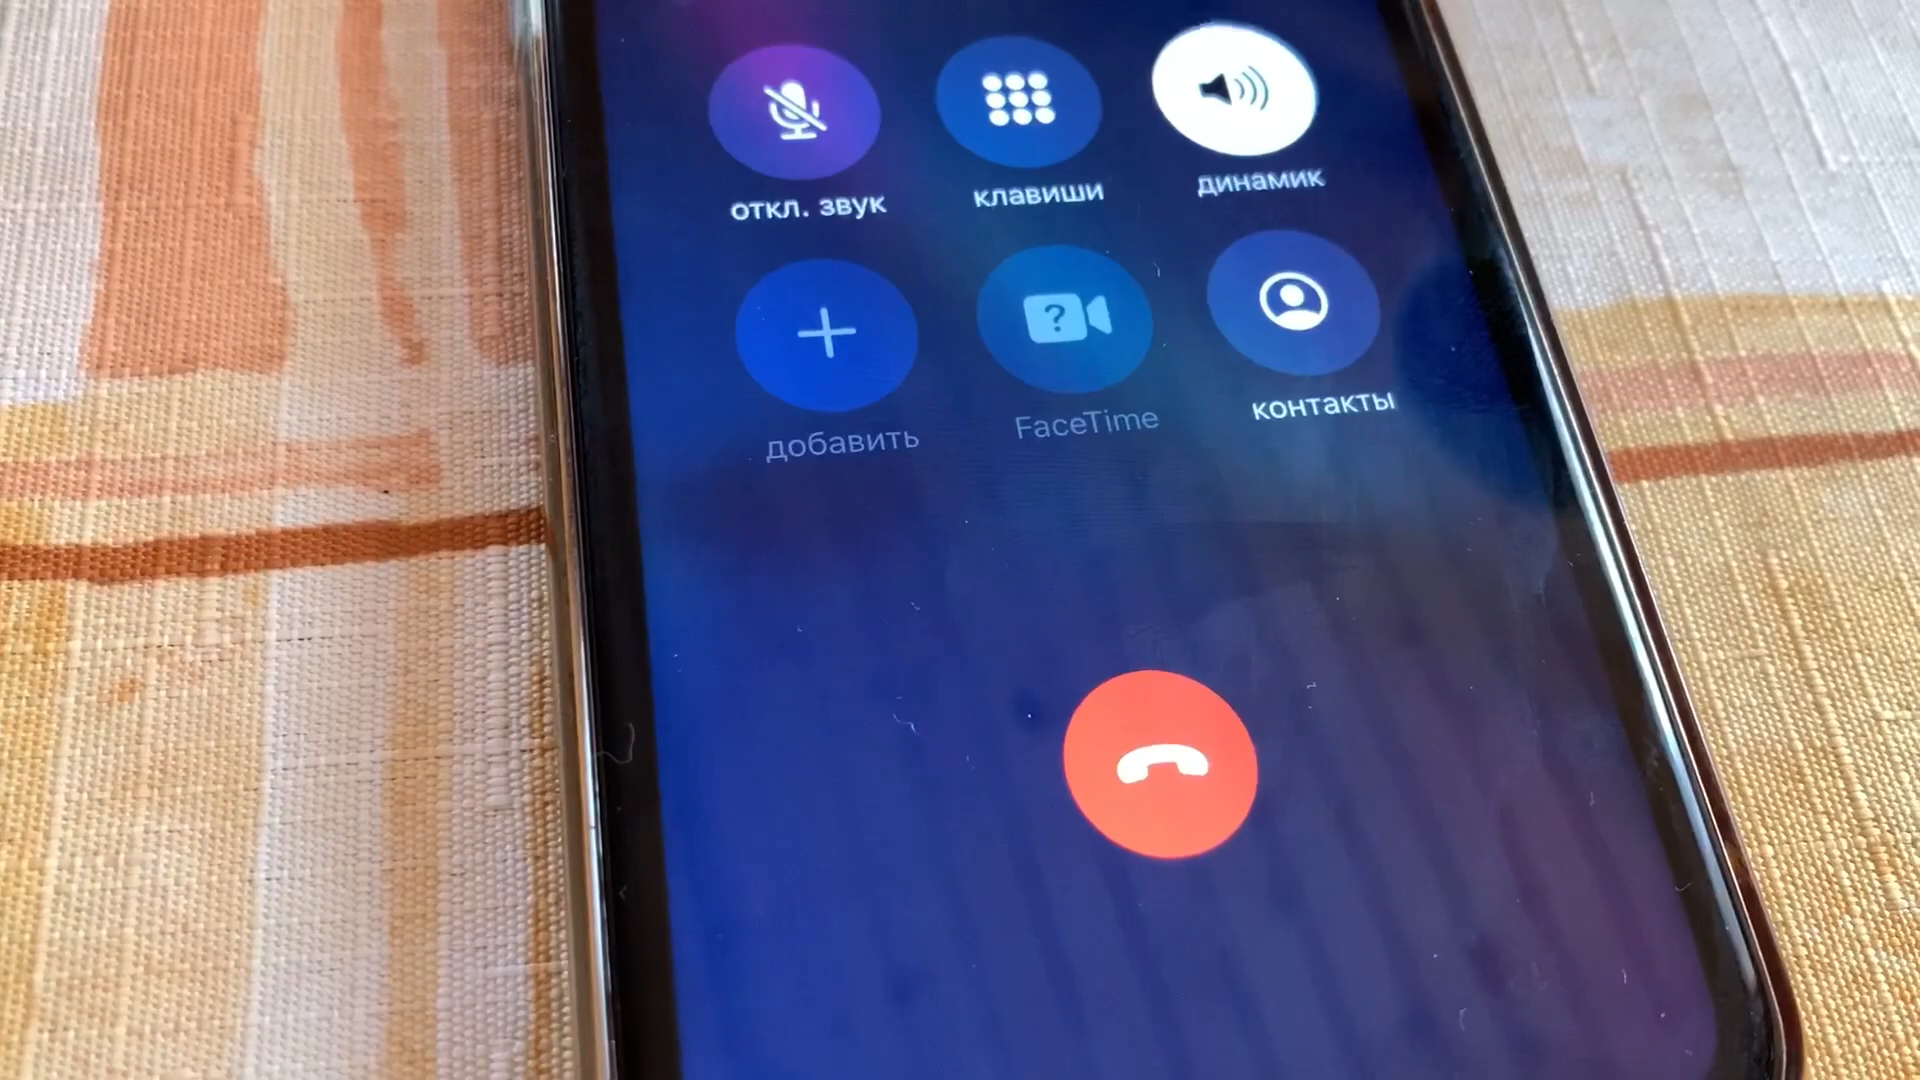 откл. звук
клавиши
динамик
добавить
FaceTime
контакты